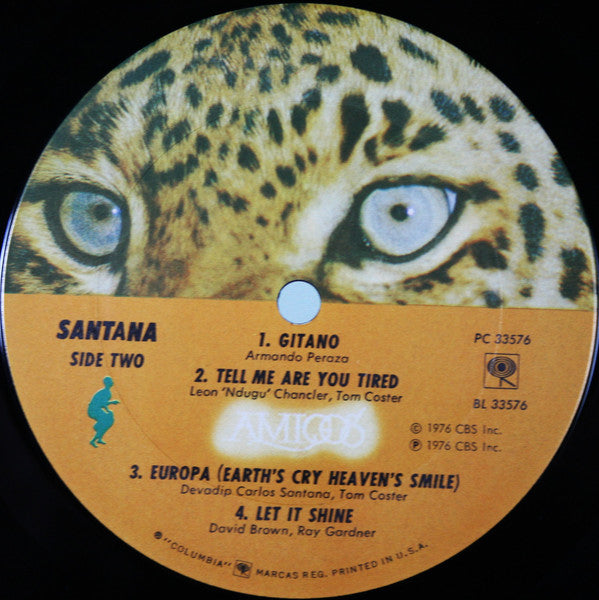 SANTANA
SIDE TWO
1. GITANO
Armando Peraza
2. TELL ME ARE YOU TIRED
Leon 'Ndugu' Chancler, Tom Coster
AMIGOS
3. EUROPA (EARTH'S CRY HEAVEN'S SMILE)
Devadip Carlos Santana, Tom Coster
4. LET IT SHINE
David Brown, Ray Gardner
PC 33576
BL 33576
© 1976 CBS Inc.
℗ 1976 CBS Inc.
®"COLUMBIA" MARCAS REG. PRINTED IN U.S.A.